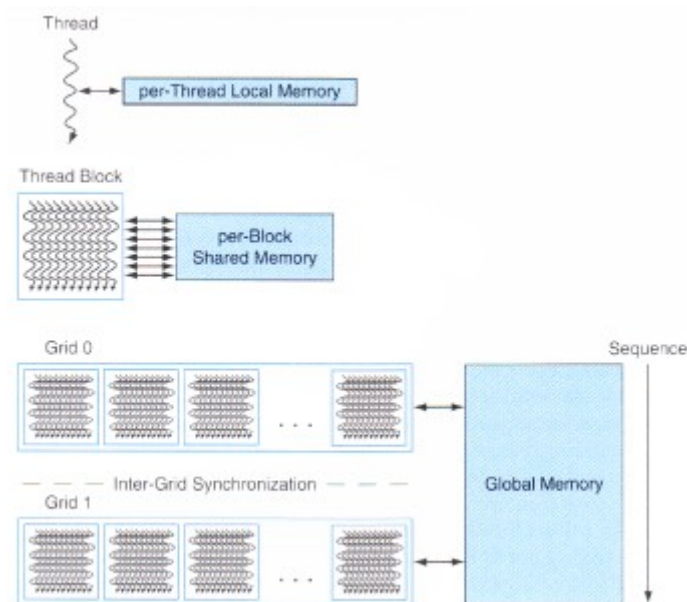 Thread
per-Thread Local Memory
Thread Block
per-Block
Shared Memory
Grid 0
Sequence
. . .
Inter-Grid Synchronization
Global Memory
Grid 1
. . .